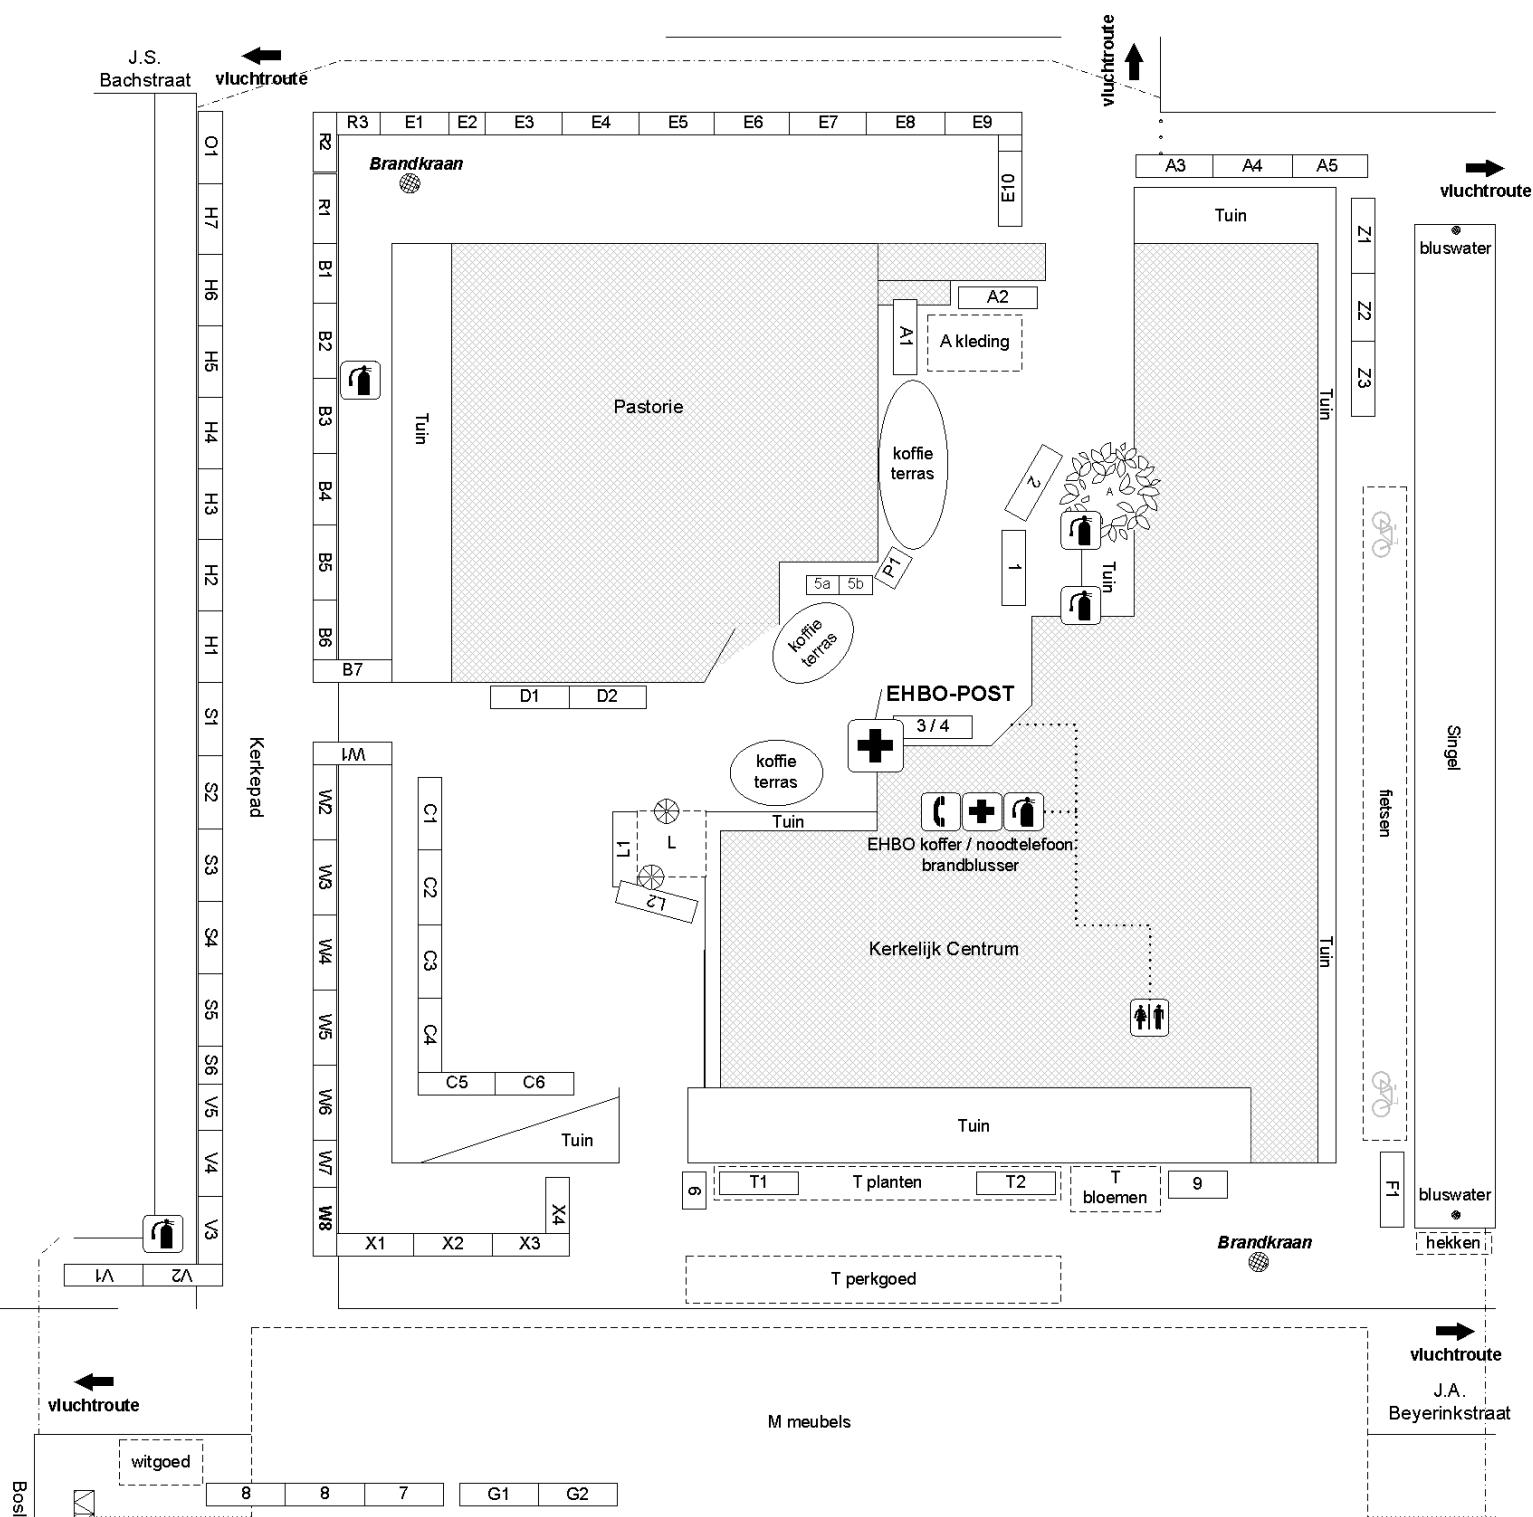 J.S.
Bachstraat
vluchtroute
vluchtroute
vluchtroute
R3
E1
E2
E3
E4
E5
E6
E7
E8
E9
E10
R2
R1
Brandkraan
A3
A4
A5
Tuin
Z1
Z2
Z3
bluswater
O1
H7
H6
H5
H4
H3
H2
H1
S1
S2
S3
S4
S5
S6
V5
V4
V3
V2
V1
Kerkepad
B1
B2
B3
B4
B5
B6
B7
Tuin
Pastorie
A1
A2
A kleding
koffie
terras
2
A
1
Tuin
Tuin
P1
5a
5b
koffie
terras
D1
D2
EHBO-POST
3 / 4
koffie
terras
Tuin
EHBO koffer / noodtelefoon
brandblusser
Kerkelijk Centrum
Tuin
fietsen
Singel
W1
W2
W3
W4
W5
W6
W7
W8
C1
C2
C3
C4
C5
C6
L1
L
L2
Tuin
Tuin
X1
X2
X3
X4
6
T1
T planten
T2
T
bloemen
9
F1
bluswater
hekken
Brandkraan
T perkgoed
vluchtroute
vluchtroute
J.A.
Beyerinkstraat
M meubels
witgoed
8
8
7
G1
G2
Bosl